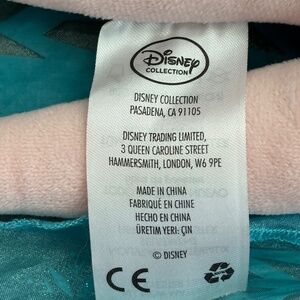 Disney
COLLECTION
DISNEY COLLECTION
PASADENA, CA 91105
DISNEY TRADING LIMITED,
3 QUEEN CAROLINE STREET
HAMMERSMITH, LONDON, W6 9PE
MADE IN CHINA
FABRIQUÉ EN CHINE
HECHO EN CHINA
ÜRETIM YERI: ÇIN
© DISNEY
CE